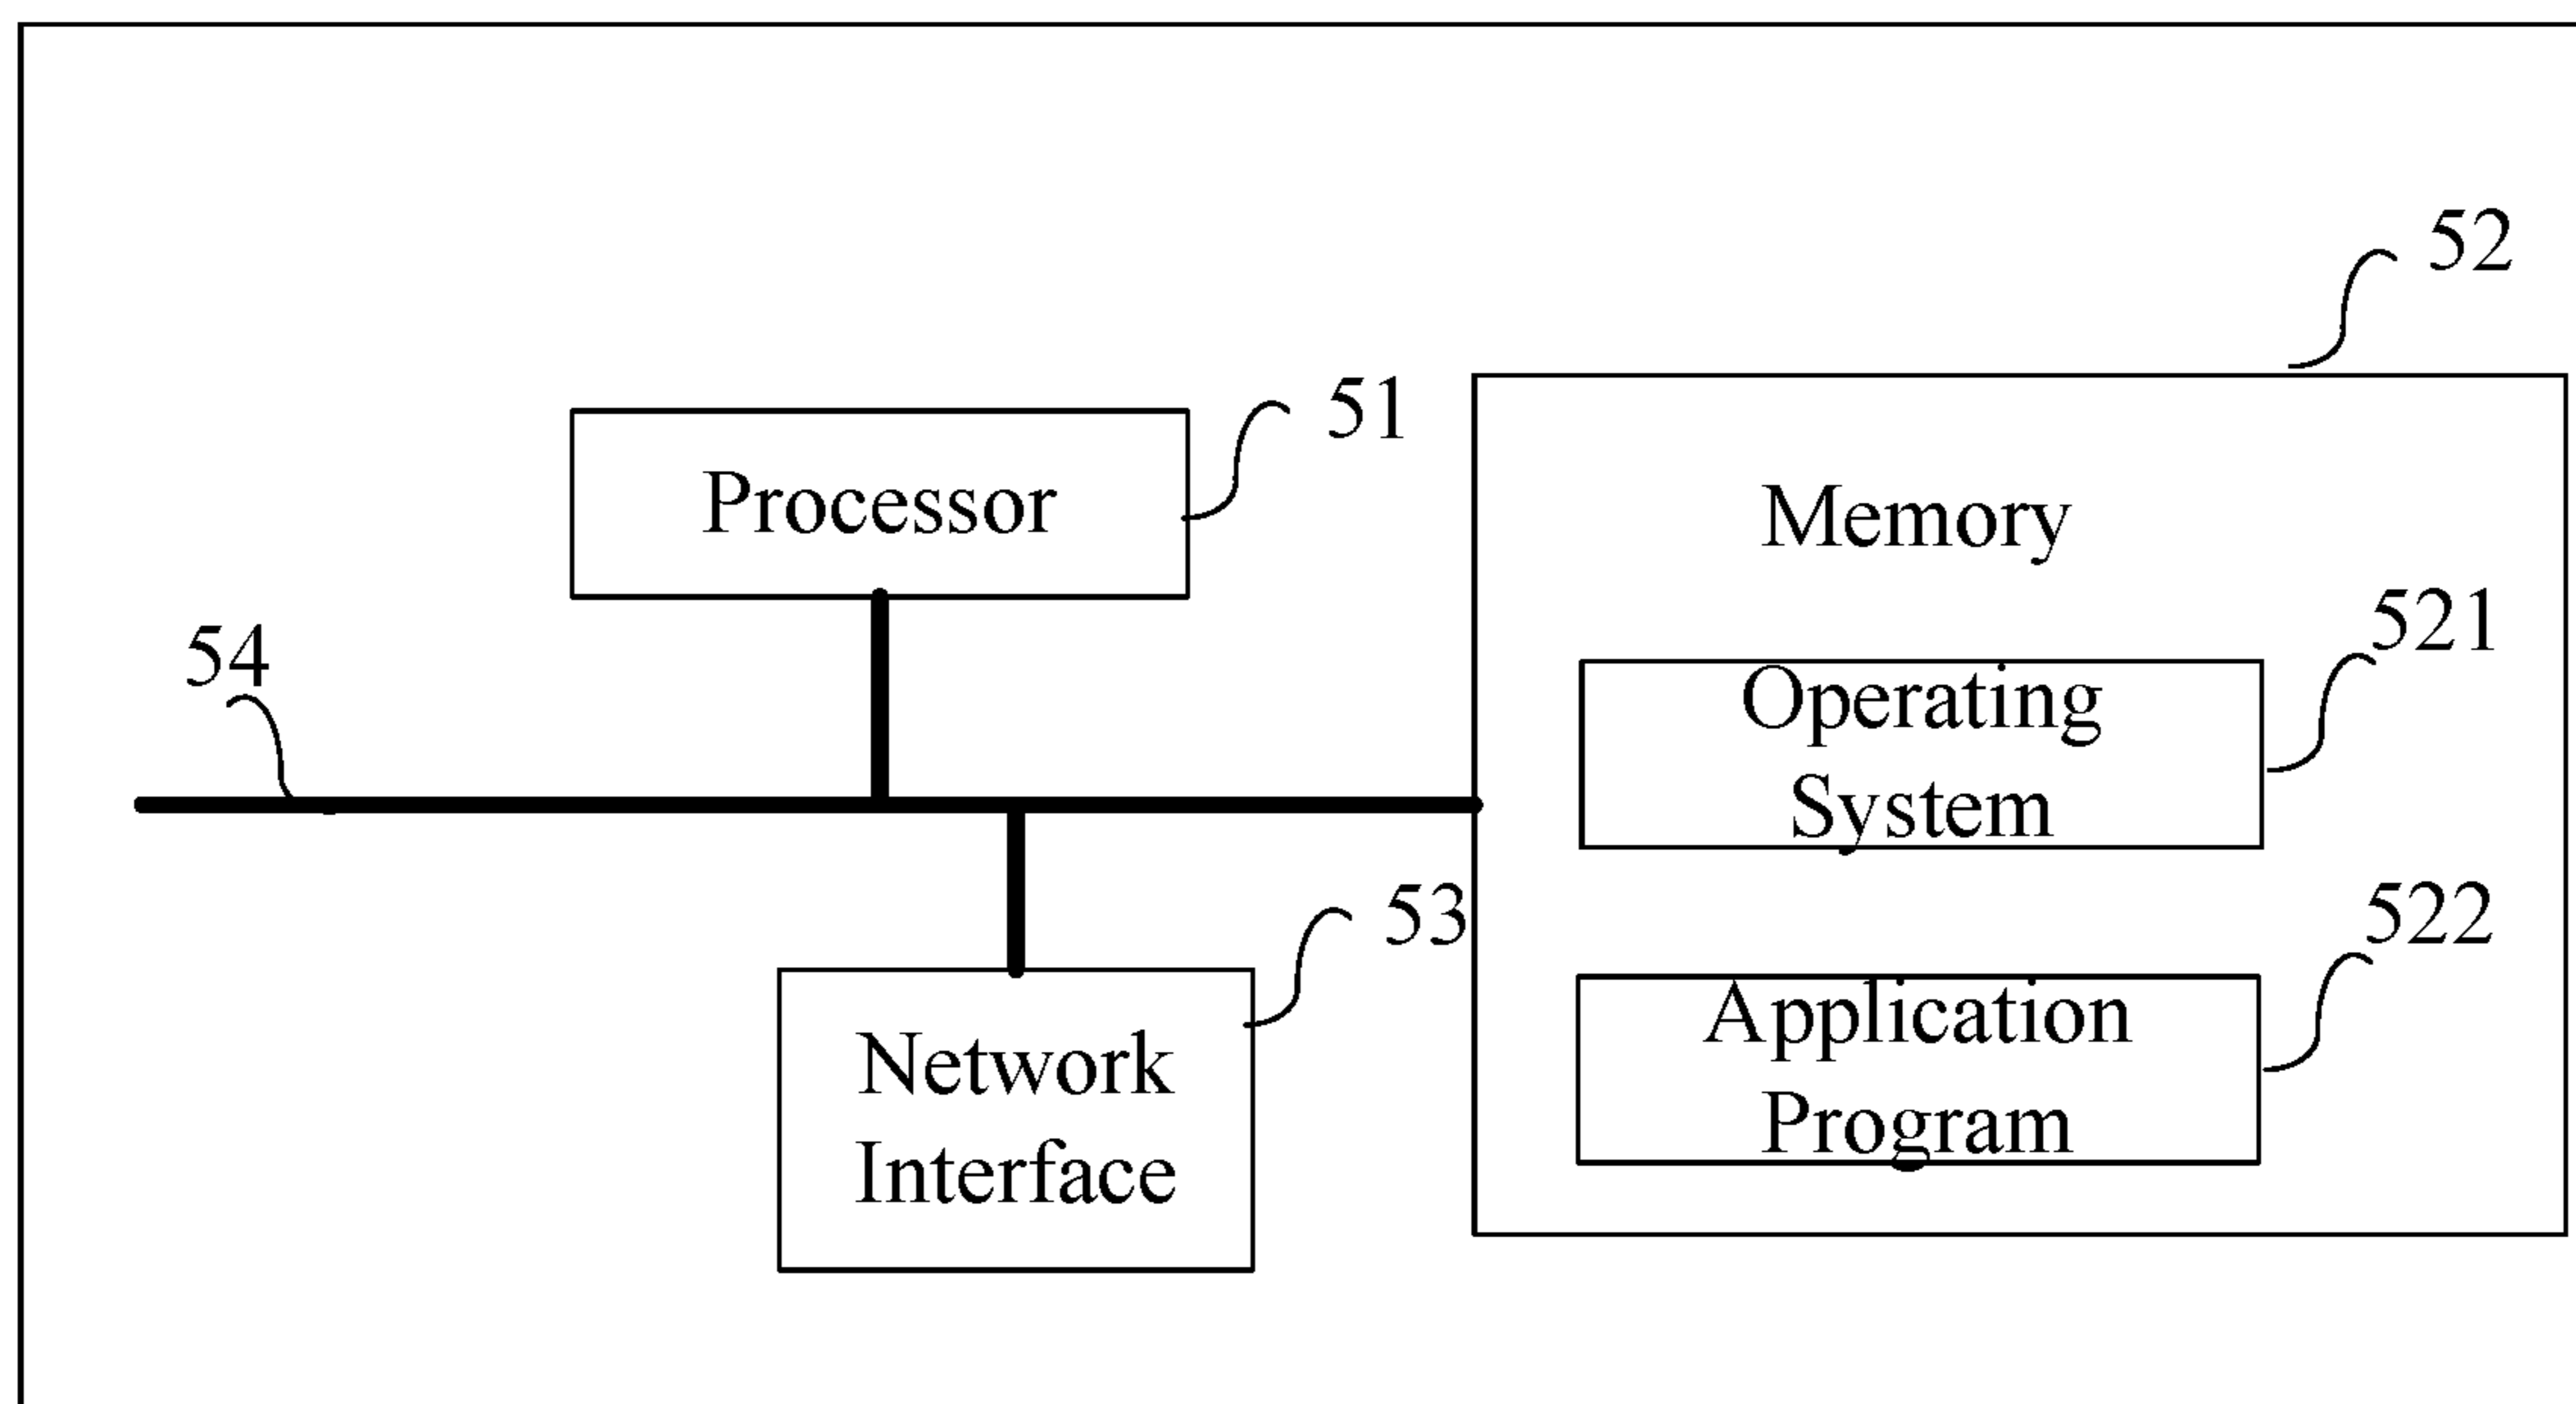 52
51
Processor
Memory
54
521
Operating
System
53
522
Application
Program
Network
Interface